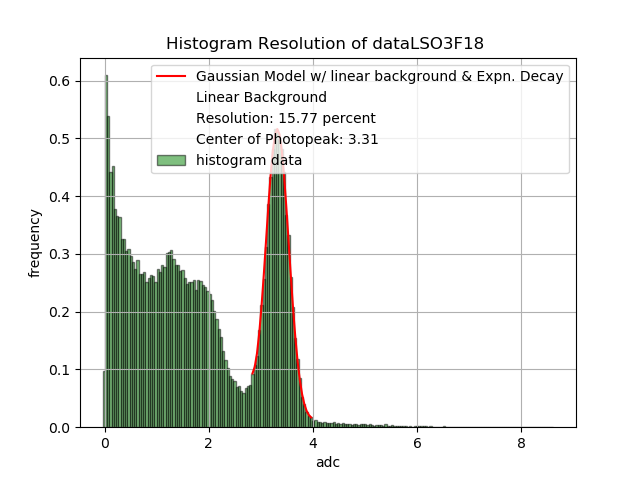 Histogram Resolution of dataLSO3F18
Gaussian Model w/ linear background & Expn. Decay
Linear Background
Resolution: 15.77 percent
Center of Photopeak: 3.31
histogram data
frequency
0.6
0.5
0.4
0.3
0.2
0.1
0.0
0 2 4 6 8
adc